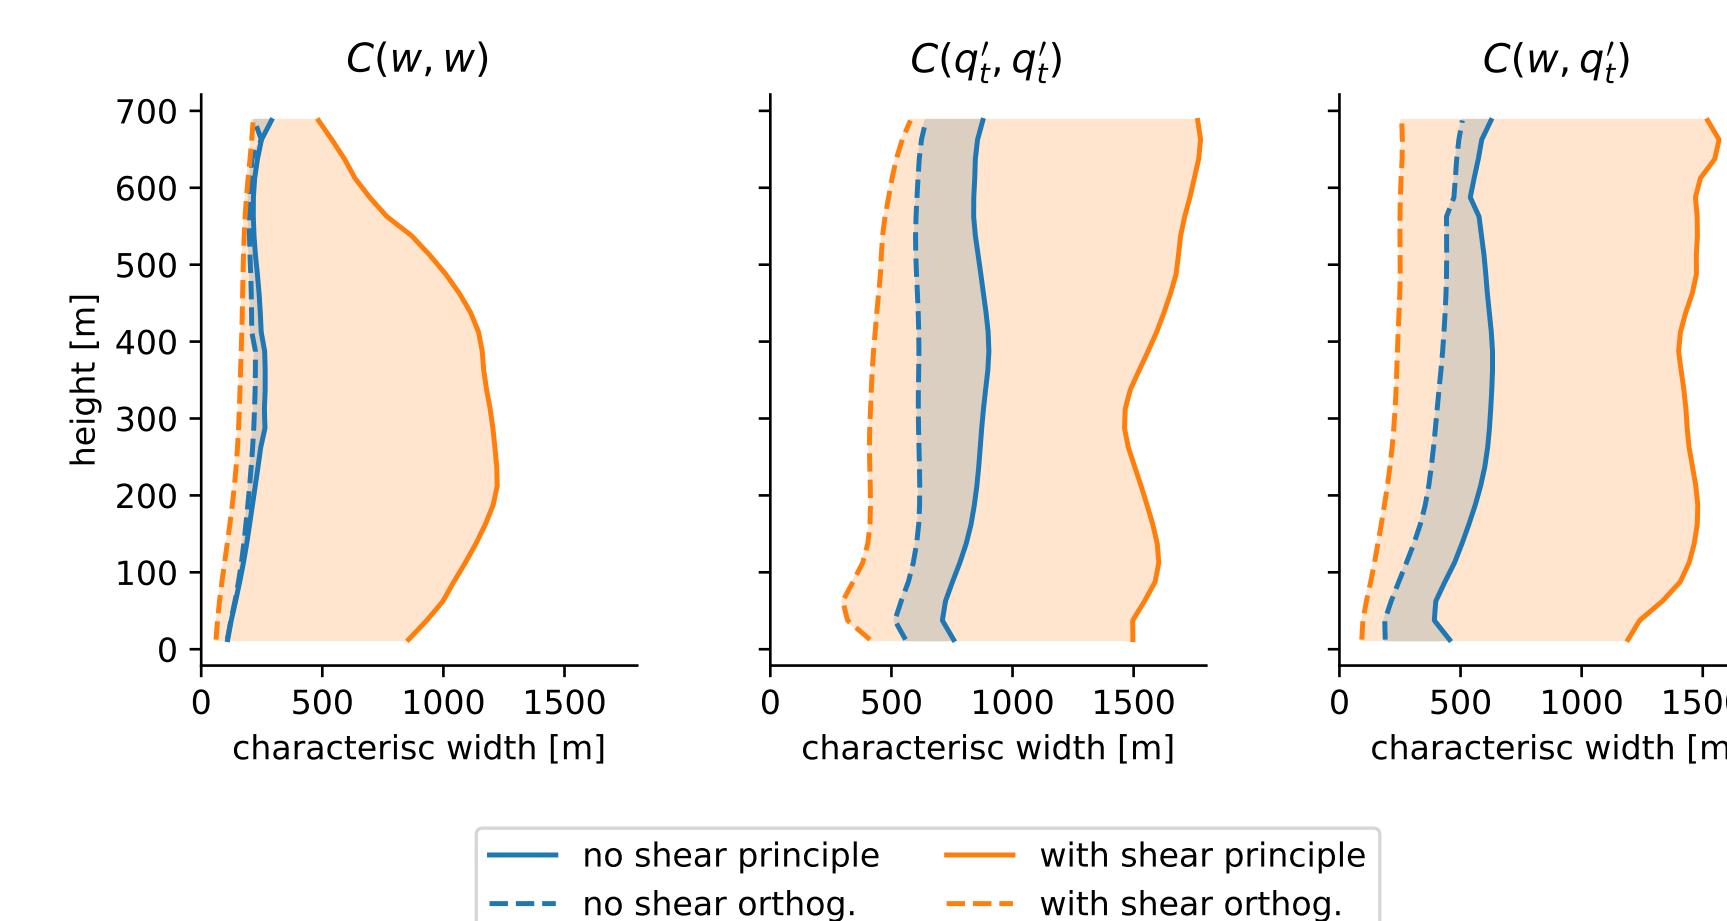 C(w, w) C(q′ₜ, q′ₜ) C(w, q′ₜ)
height [m]
700
600
500
400
300
200
100
0
0 500 1000 1500 0 500 1000 1500 0 500 1000 150
characterisc width [m] characterisc width [m] characterisc width [m
no shear principle with shear principle
no shear orthog. with shear orthog.